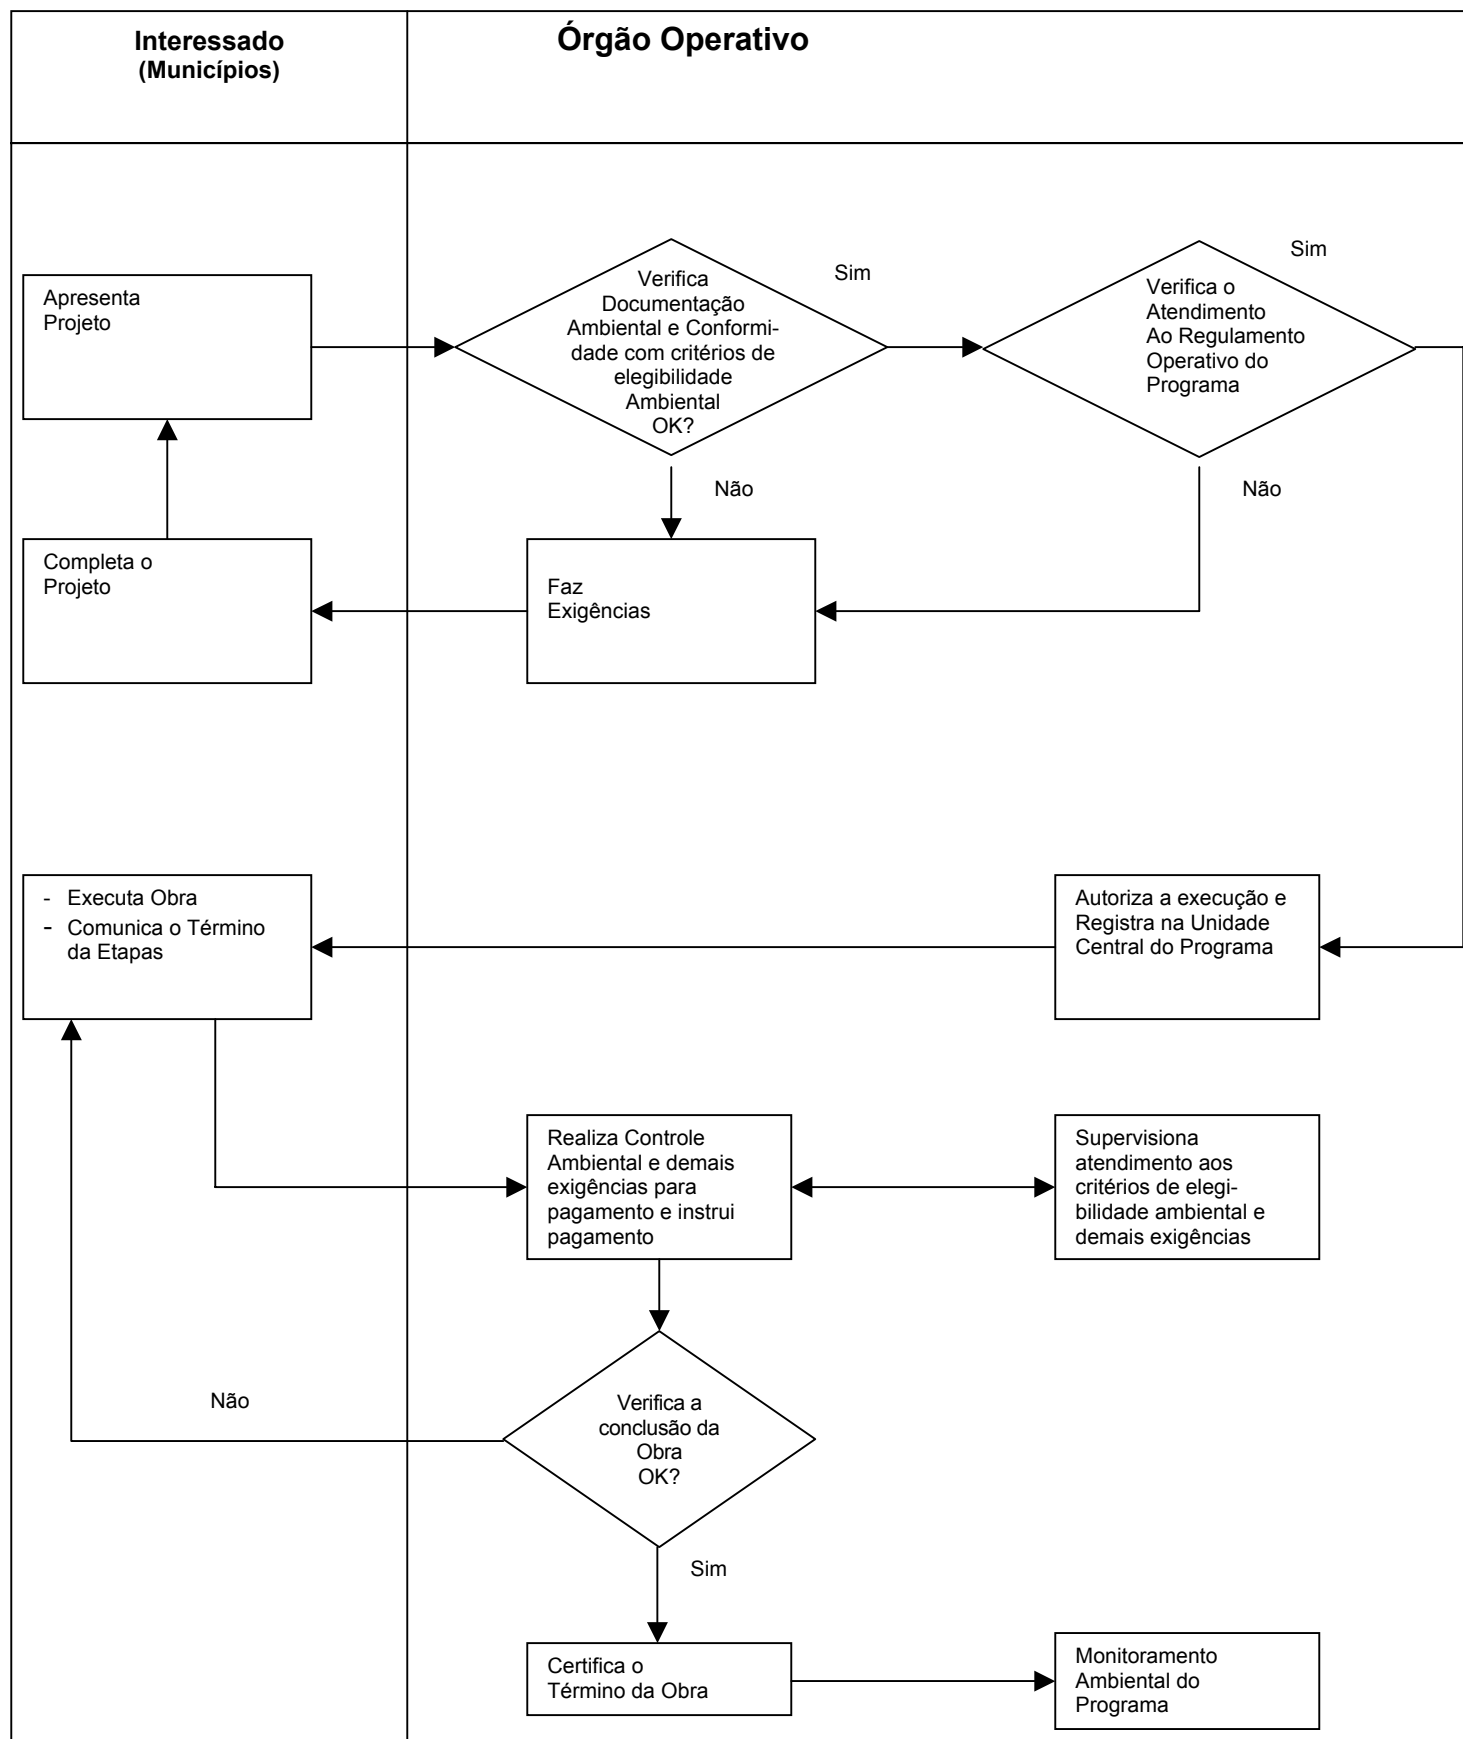 Interessado
(Municípios)
Órgão Operativo
Apresenta
Projeto
Verifica
Documentação
Ambiental e Conformi-
dade com critérios de
elegibilidade
Ambiental
OK?
Sim
Verifica o
Atendimento
Ao Regulamento
Operativo do
Programa
Sim
Não
Não
Completa o
Projeto
Faz
Exigências
- Executa Obra
- Comunica o Término
da Etapas
Autoriza a execução e
Registra na Unidade
Central do Programa
Realiza Controle
Ambiental e demais
exigências para
pagamento e instrui
pagamento
Supervisiona
atendimento aos
critérios de elegi-
bilidade ambiental e
demais exigências
Não
Verifica a
conclusão da
Obra
OK?
Sim
Certifica o
Término da Obra
Monitoramento
Ambiental do
Programa